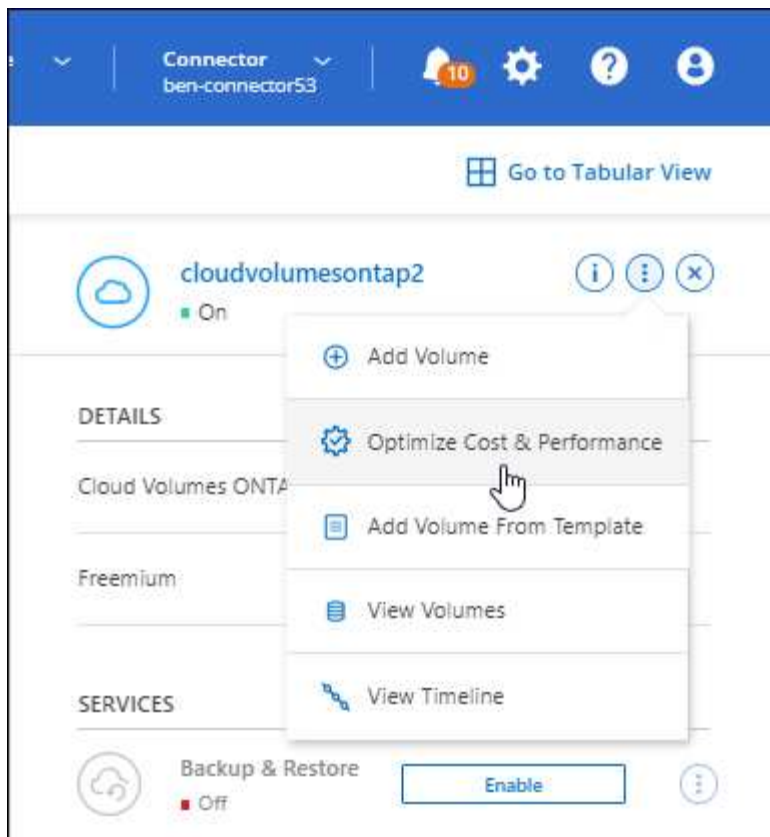 Connector
ben-connector53
10
Go to Tabular View
cloudvolumesontap2
On
Add Volume
DETAILS
Optimize Cost & Performance
Cloud Volumes ONTA
Add Volume From Template
Freemium
View Volumes
View Timeline
SERVICES
Backup & Restore
Enable
Off